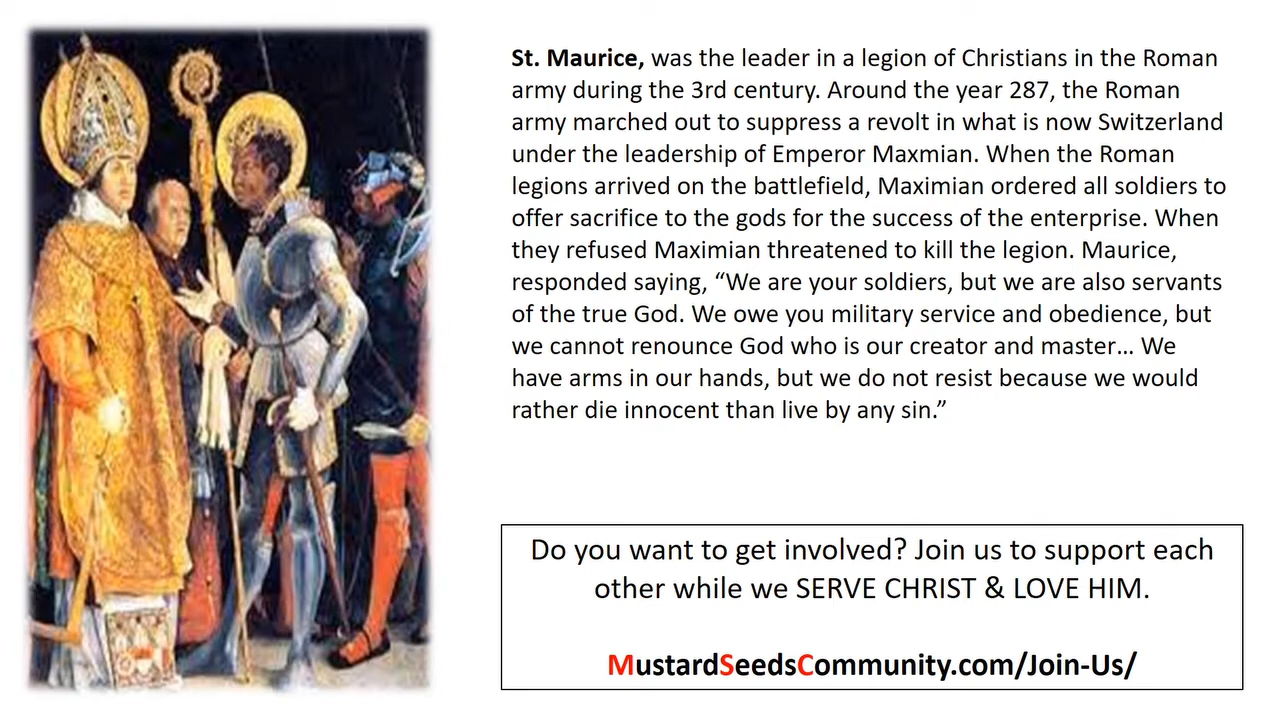 St. Maurice, was the leader in a legion of Christians in the Roman
army during the 3rd century. Around the year 287, the Roman
army marched out to suppress a revolt in what is now Switzerland
under the leadership of Emperor Maxmian. When the Roman
legions arrived on the battlefield, Maximian ordered all soldiers to
offer sacrifice to the gods for the success of the enterprise. When
they refused Maximian threatened to kill the legion. Maurice,
responded saying, “We are your soldiers, but we are also servants
of the true God. We owe you military service and obedience, but
we cannot renounce God who is our creator and master… We
have arms in our hands, but we do not resist because we would
rather die innocent than live by any sin.”
Do you want to get involved? Join us to support each
other while we SERVE CHRIST & LOVE HIM.
MustardSeedsCommunity.com/Join-Us/